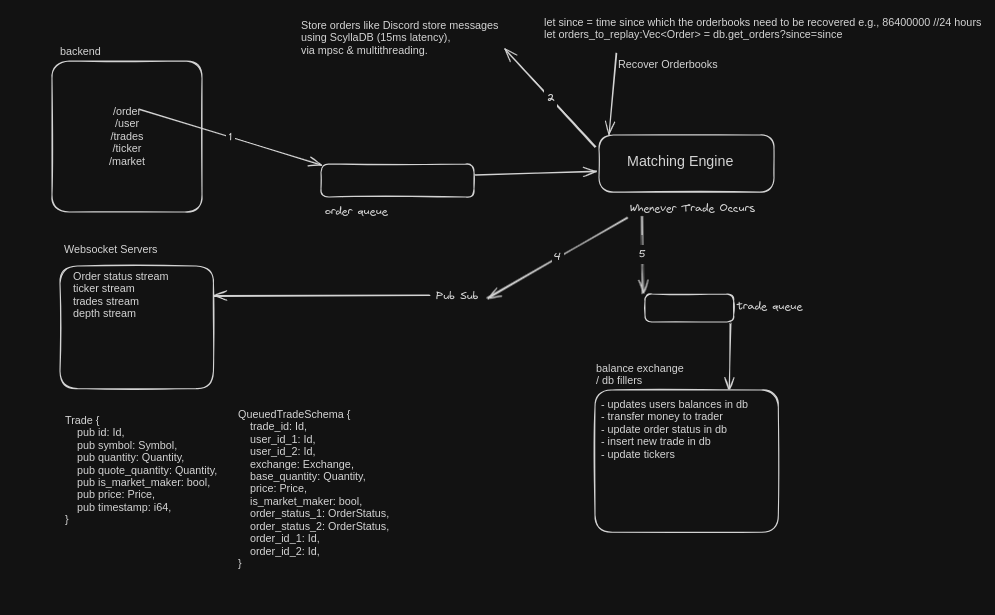 Store orders like Discord store messages
using ScyllaDB (15ms latency),
via mpsc & multithreading.
let since = time since which the orderbooks need to be recovered e.g., 86400000 //24 hours
let orders_to_replay:Vec<Order> = db.get_orders?since=since
Recover Orderbooks
backend
/order
/user
/trades
/ticker
/market
1
2
order queue
Matching Engine
Whenever Trade Occurs
4
5
Websocket Servers
Order status stream
ticker stream
trades stream
depth stream
Pub Sub
trade queue
balance exchange
/ db fillers
- updates users balances in db
- transfer money to trader
- update order status in db
- insert new trade in db
- update tickers
Trade {
pub id: Id,
pub symbol: Symbol,
pub quantity: Quantity,
pub quote_quantity: Quantity,
pub is_market_maker: bool,
pub price: Price,
pub timestamp: i64,
}
QueuedTradeSchema {
trade_id: Id,
user_id_1: Id,
user_id_2: Id,
exchange: Exchange,
base_quantity: Quantity,
price: Price,
is_market_maker: bool,
order_status_1: OrderStatus,
order_status_2: OrderStatus,
order_id_1: Id,
order_id_2: Id,
}